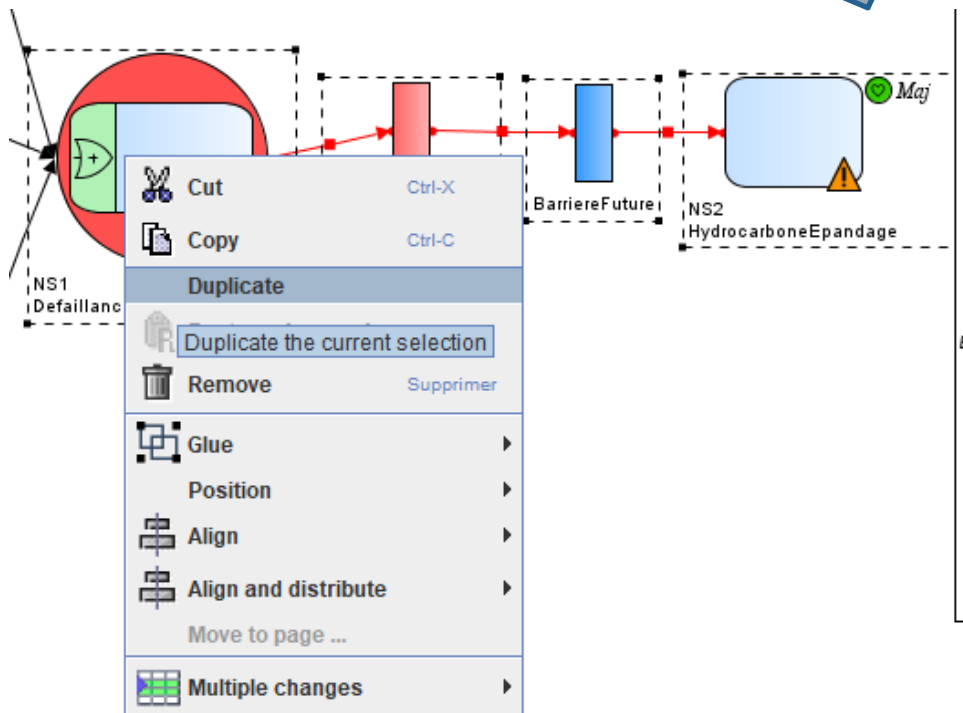 Maj
BarriereFuture
NS2
HydrocarboneEpandage
NS1
Defaillanc
Cut Ctrl-X
Copy Ctrl-C
Duplicate
Duplicate the current selection
Remove Supprimer
Glue
Position
Align
Align and distribute
Move to page ...
Multiple changes